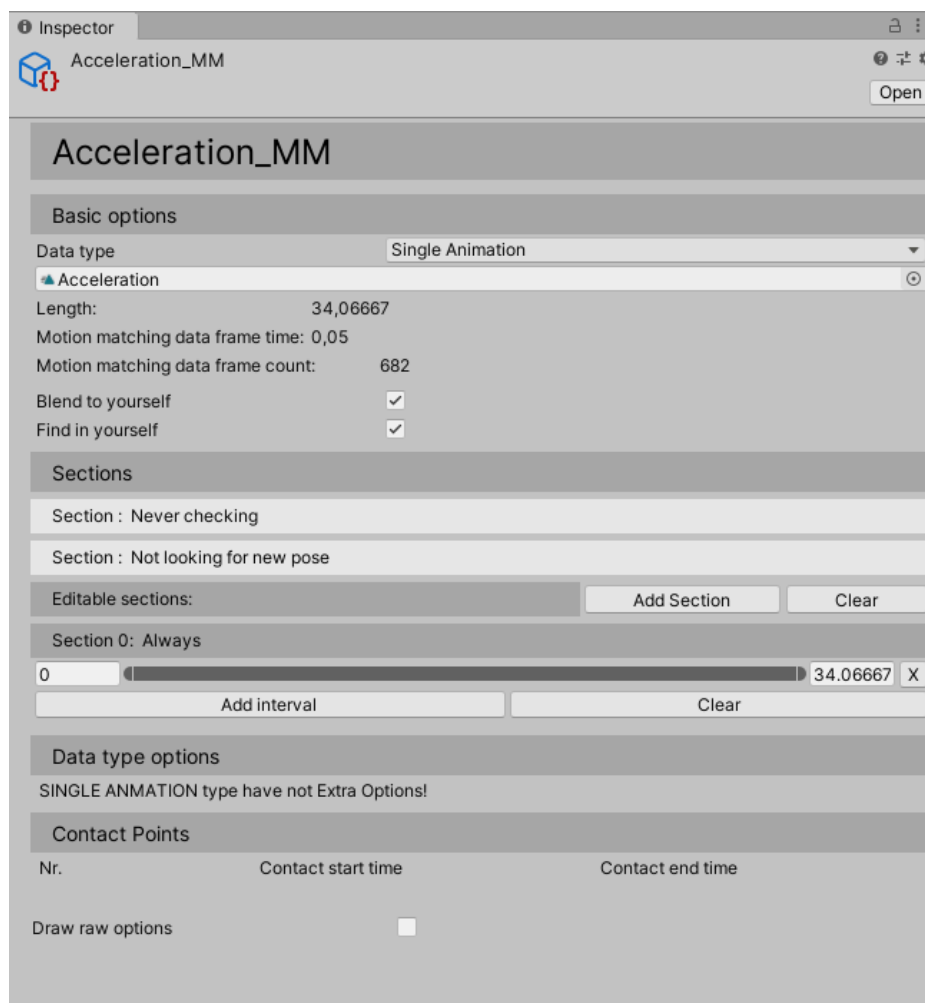 Inspector
Acceleration_MM
Open
Acceleration_MM
Basic options
Data type Single Animation
Acceleration
Length: 34,06667
Motion matching data frame time: 0,05
Motion matching data frame count: 682
Blend to yourself
Find in yourself
Sections
Section : Never checking
Section : Not looking for new pose
Editable sections: Add Section Clear
Section 0: Always
0 34.06667 X
Add interval Clear
Data type options
SINGLE ANMATION type have not Extra Options!
Contact Points
Nr. Contact start time Contact end time
Draw raw options